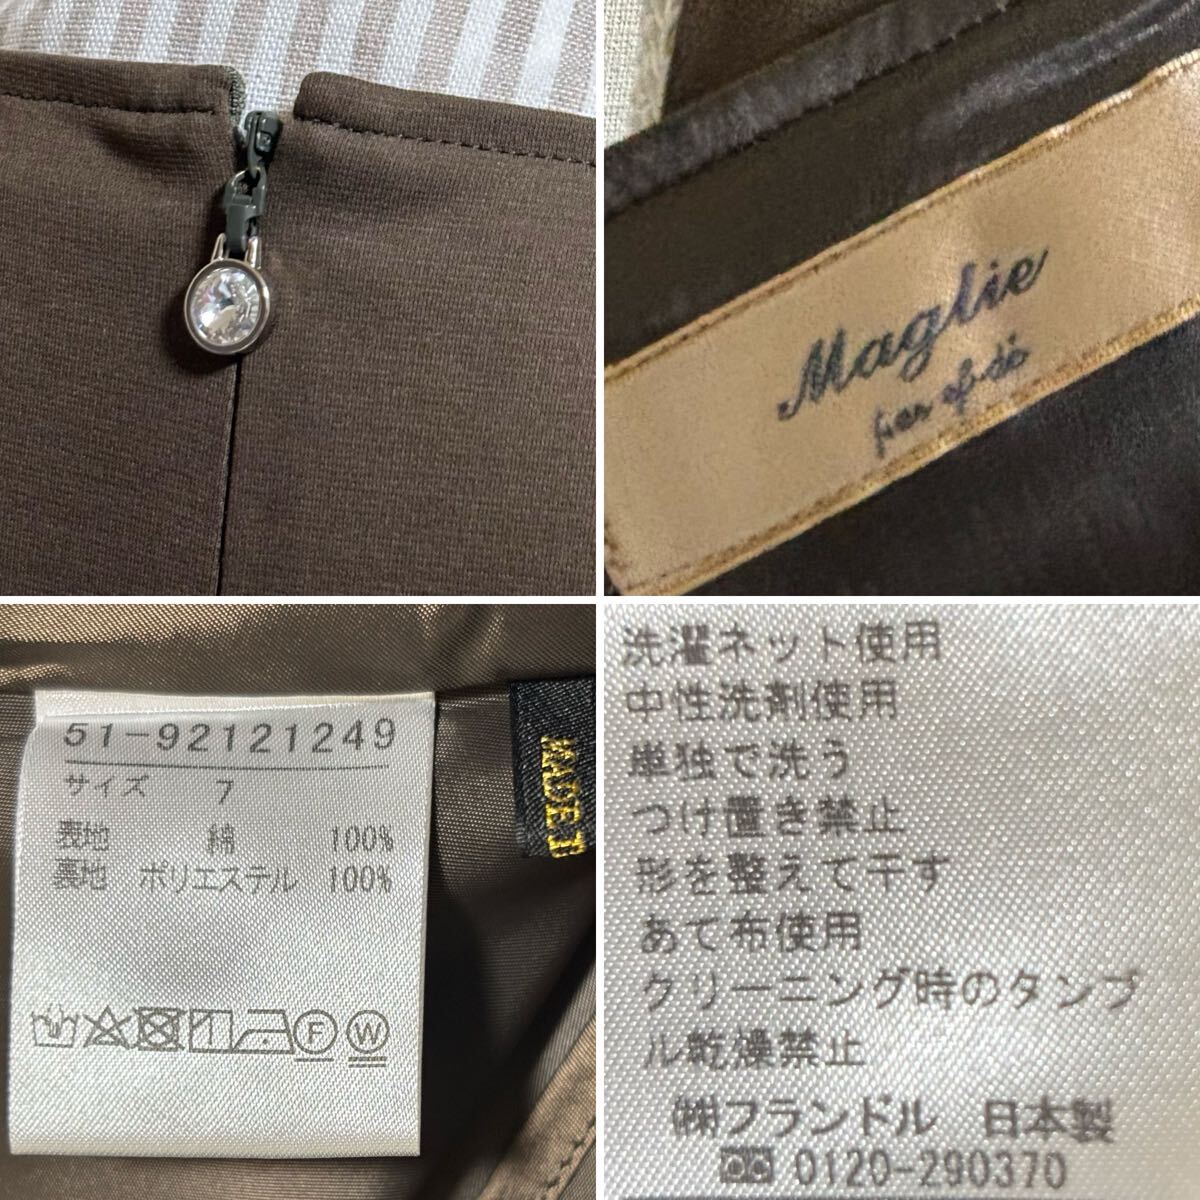 Maglie
par ef-de
51-92121249
サイズ 7
表地 綿 100%
裏地 ポリエステル 100%
F W
MADE I
洗濯ネット使用
中性洗剤使用
単独で洗う
つけ置き禁止
形を整えて干す
あて布使用
クリーニング時のタンブ
ル乾燥禁止
㈱フランドル 日本製
0120-290370